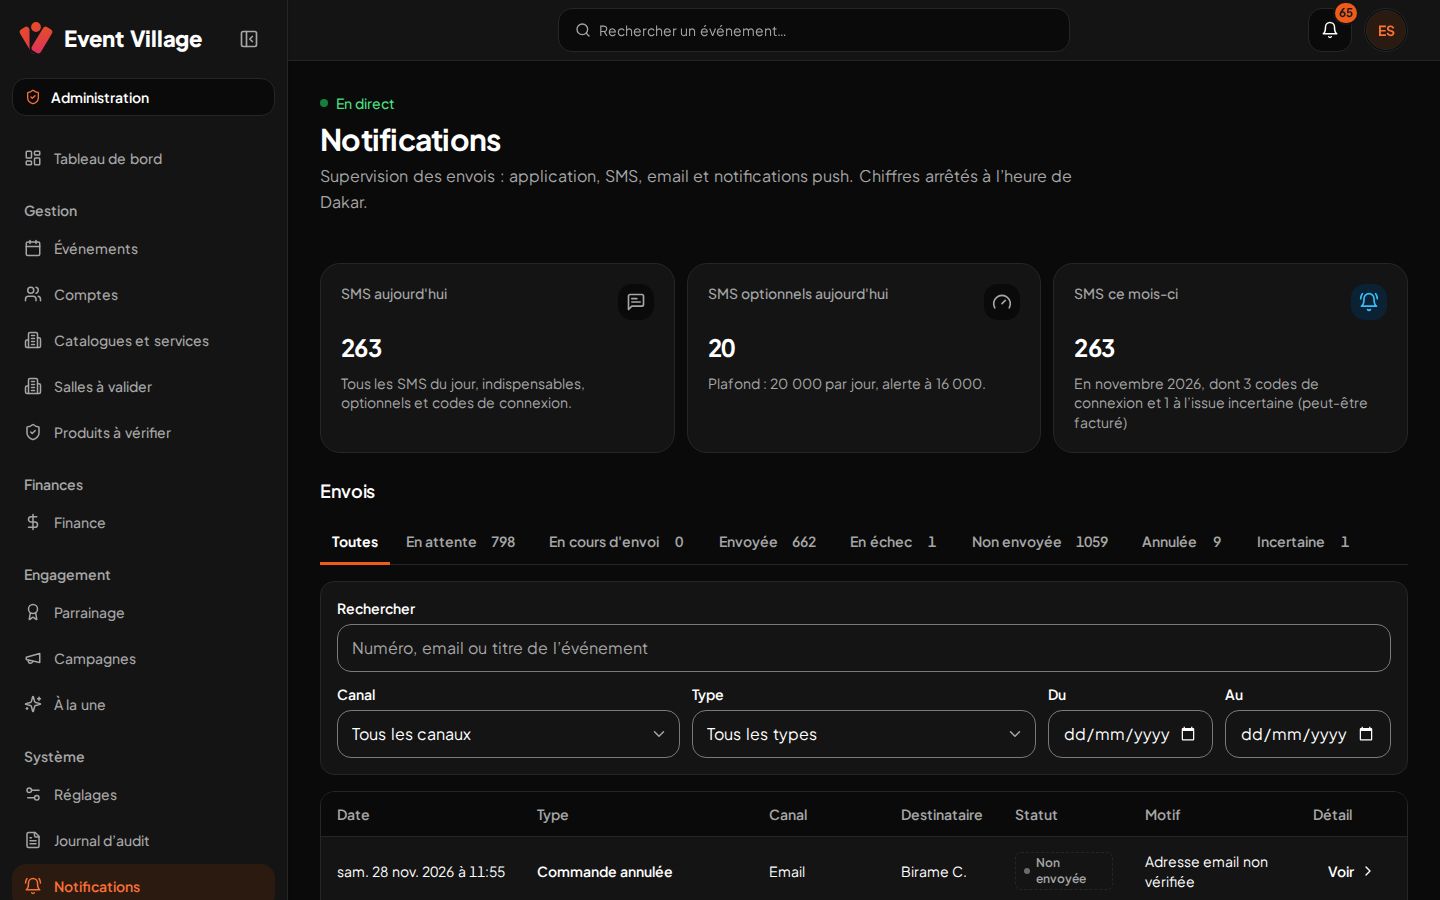 Event Village
Rechercher un événement...
65
ES
Administration
Tableau de bord
Gestion
Événements
Comptes
Catalogues et services
Salles à valider
Produits à vérifier
Finances
Finance
Engagement
Parrainage
Campagnes
À la une
Système
Réglages
Journal d’audit
Notifications
En direct
Notifications
Supervision des envois : application, SMS, email et notifications push. Chiffres arrêtés à l’heure de
Dakar.
SMS aujourd'hui
263
Tous les SMS du jour, indispensables,
optionnels et codes de connexion.
SMS optionnels aujourd'hui
20
Plafond : 20 000 par jour, alerte à 16 000.
SMS ce mois-ci
263
En novembre 2026, dont 3 codes de
connexion et 1 à l’issue incertaine (peut-être
facturé)
Envois
Toutes En attente 798 En cours d'envoi 0 Envoyée 662 En échec 1 Non envoyée 1059 Annulée 9 Incertaine 1
Rechercher
Numéro, email ou titre de l’événement
Canal Type Du Au
Tous les canaux Tous les types dd/mm/yyyy dd/mm/yyyy
Date Type Canal Destinataire Statut Motif Détail
sam. 28 nov. 2026 à 11:55 Commande annulée Email Birame C. Non envoyée Adresse email non vérifiée Voir